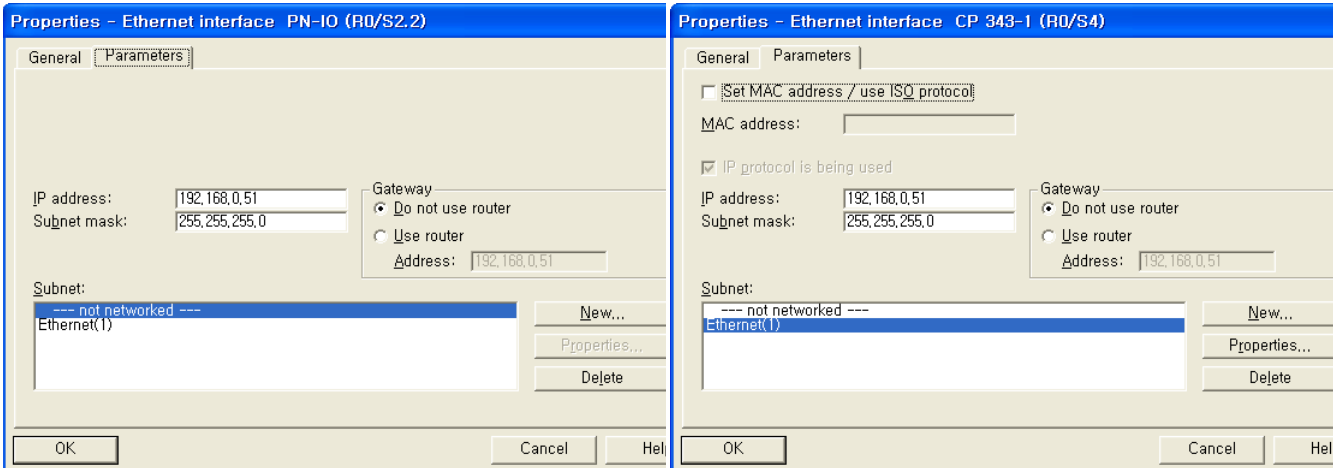 Properties - Ethernet interface PN-IO (R0/S2.2)
General Parameters
IP address: 192,168,0,51
Subnet mask: 255,255,255,0
Gateway
Do not use router
Use router
Address: 192,168,0,51
Subnet:
--- not networked ---
Ethernet(1)
New...
Properties...
Delete
OK
Cancel
Properties - Ethernet interface CP 343-1 (R0/S4)
General Parameters
Set MAC address / use ISO protocol
MAC address:
IP protocol is being used
IP address: 192,168,0,51
Subnet mask: 255,255,255,0
Gateway
Do not use router
Use router
Address: 192,168,0,51
Subnet:
--- not networked ---
Ethernet(1)
New...
Properties...
Delete
OK
Cancel